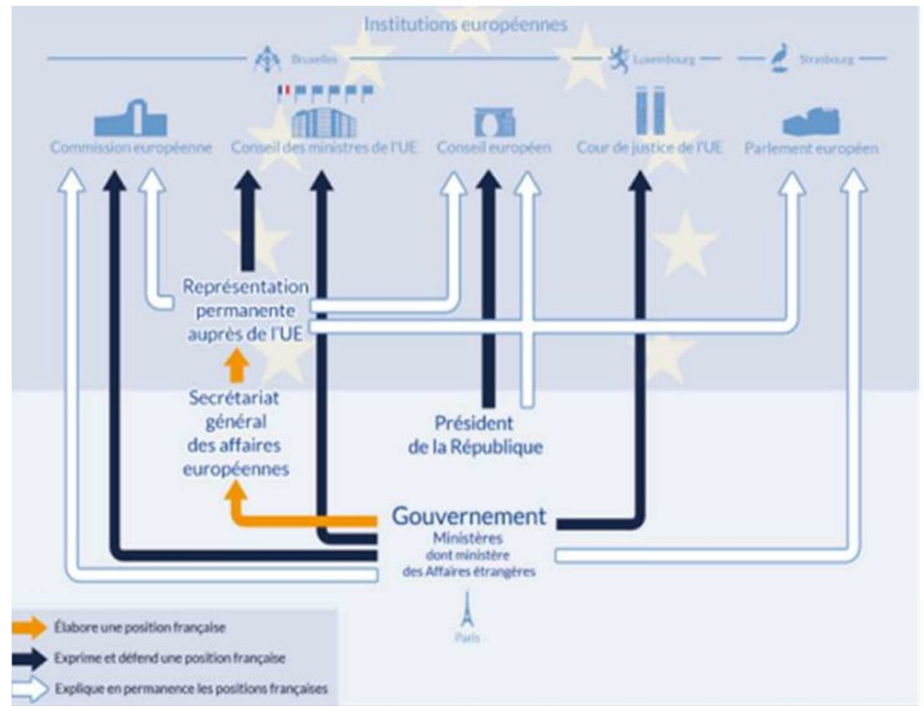 Institutions européennes
Bruxelles
Luxembourg
Strasbourg
Commission européenne
Conseil des ministres de l'UE
Conseil européen
Cour de justice de l'UE
Parlement européen
Représentation
permanente
auprès de l'UE
Secrétariat
général
des affaires
européennes
Président
de la République
Gouvernement
Ministères
dont ministère
des Affaires étrangères
Paris
Élabore une position française
Exprime et défend une position française
Explique en permanence les positions françaises